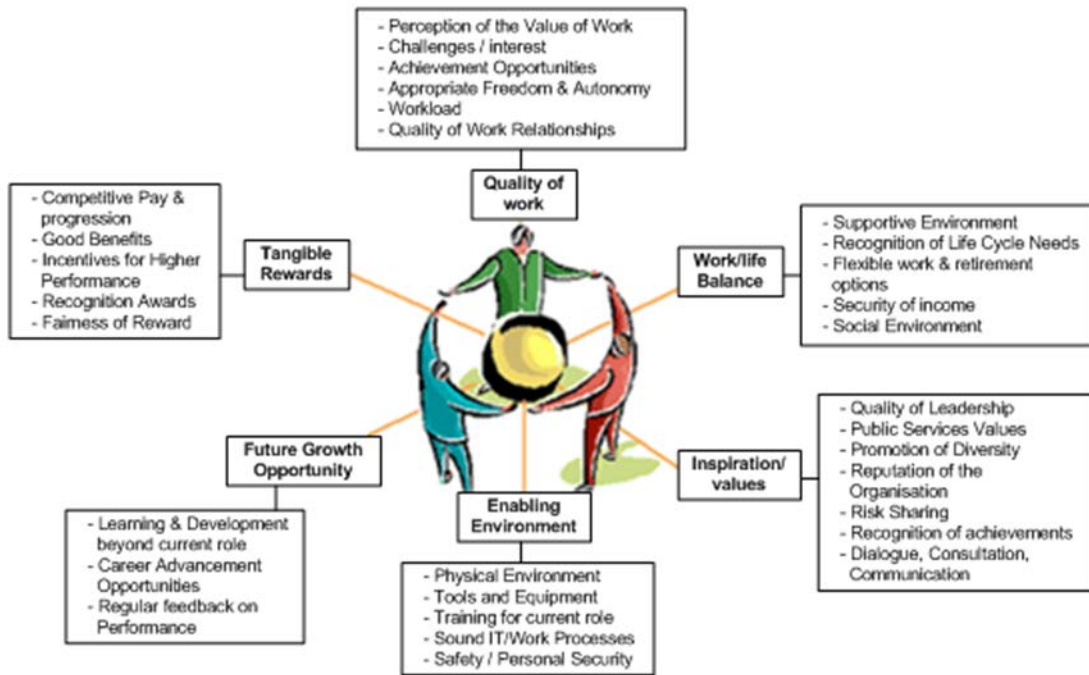 - Perception of the Value of Work
- Challenges / interest
- Achievement Opportunities
- Appropriate Freedom & Autonomy
- Workload
- Quality of Work Relationships
Quality of
work
- Competitive Pay &
progression
- Good Benefits
- Incentives for Higher
Performance
- Recognition Awards
- Fairness of Reward
Tangible
Rewards
Work/life
Balance
- Supportive Environment
- Recognition of Life Cycle Needs
- Flexible work & retirement
options
- Security of income
- Social Environment
Future Growth
Opportunity
- Learning & Development
beyond current role
- Career Advancement
Opportunities
- Regular feedback on
Performance
Enabling
Environment
- Physical Environment
- Tools and Equipment
- Training for current role
- Sound IT/Work Processes
- Safety / Personal Security
Inspiration/
values
- Quality of Leadership
- Public Services Values
- Promotion of Diversity
- Reputation of the
Organisation
- Risk Sharing
- Recognition of achievements
- Dialogue, Consultation,
Communication